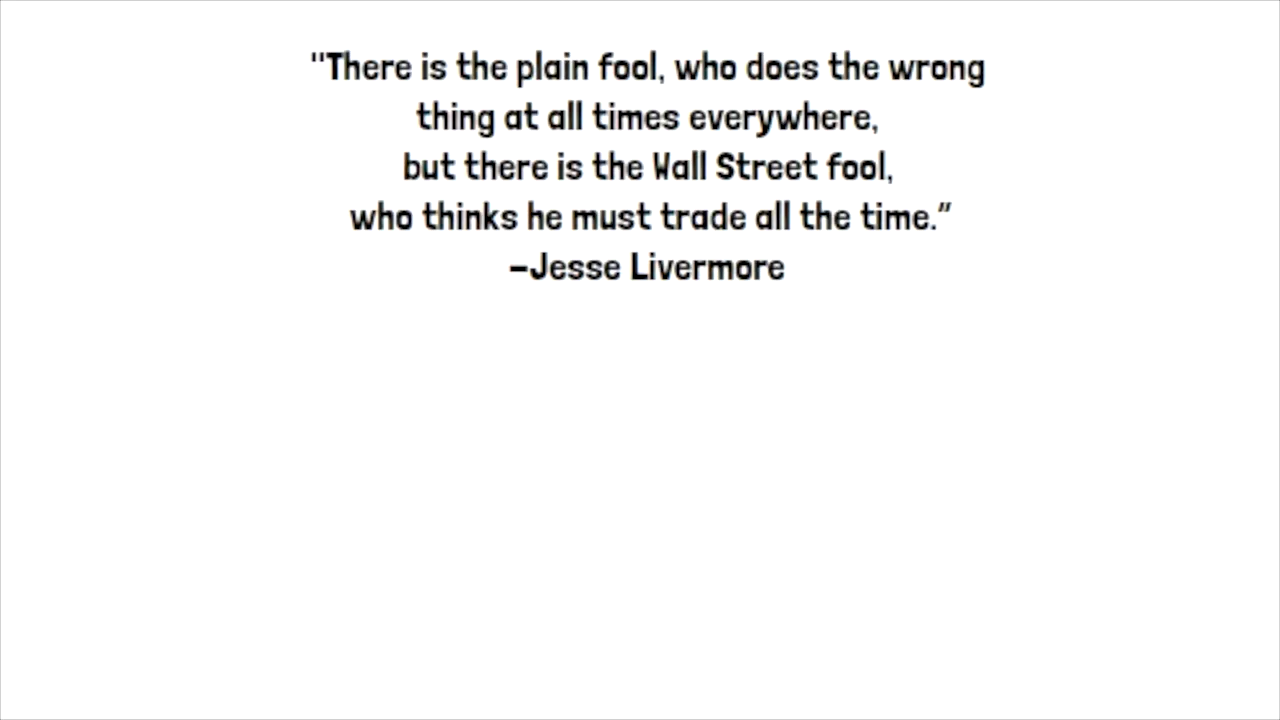 "There is the plain fool, who does the wrong
thing at all times everywhere,
but there is the Wall Street fool,
who thinks he must trade all the time.”
–Jesse Livermore